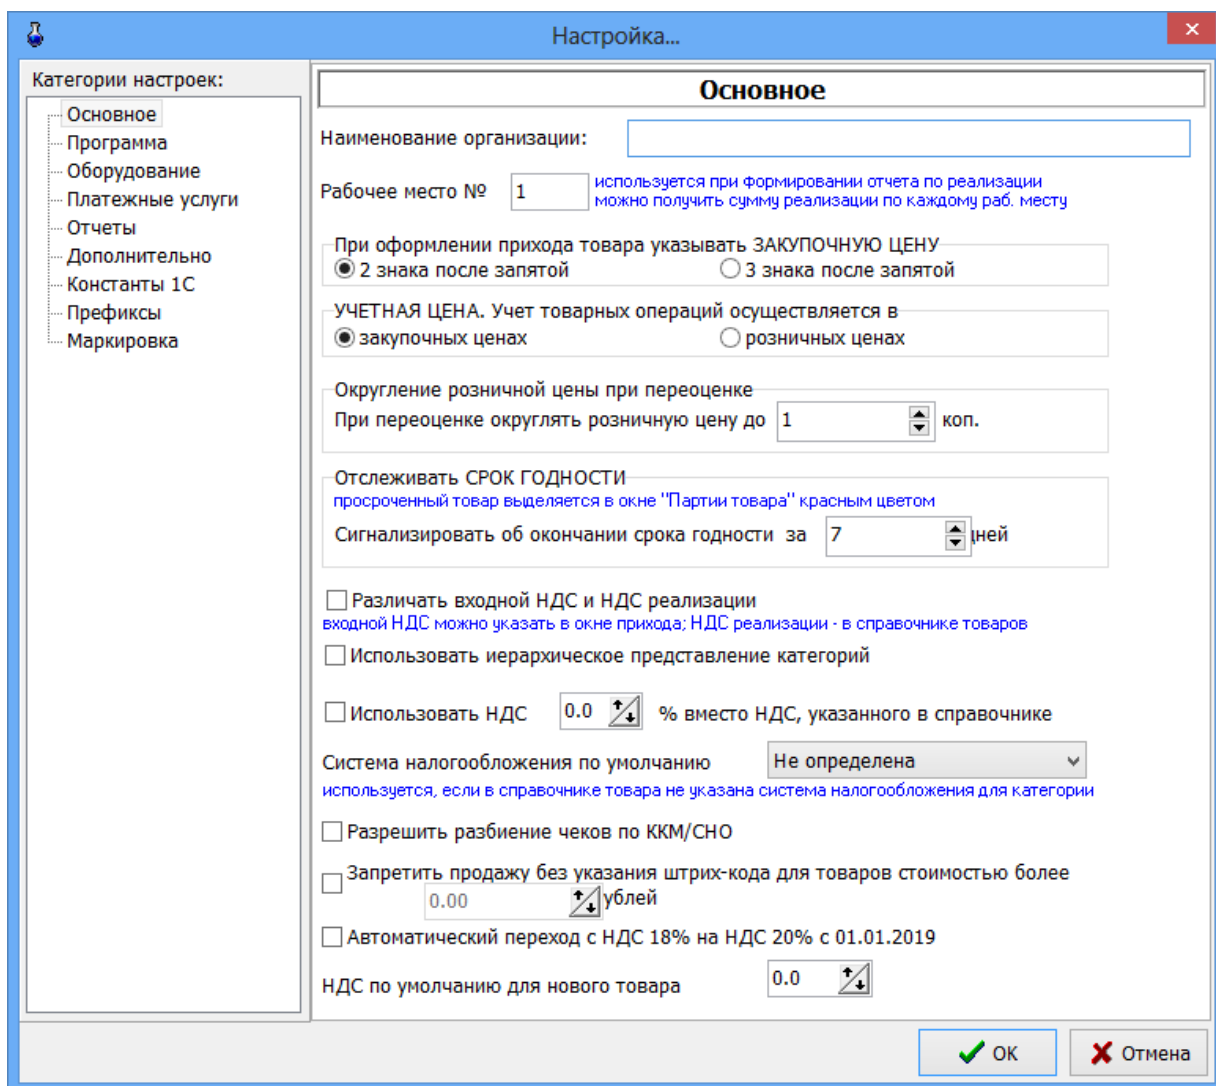 Настройка...
Категории настроек:
Основное
Программа
Оборудование
Платежные услуги
Отчеты
Дополнительно
Константы 1С
Префиксы
Маркировка
Основное
Наименование организации:
Рабочее место № 1
используется при формировании отчета по реализации
можно получить сумму реализации по каждому раб. месту
При оформлении прихода товара указывать ЗАКУПОЧНУЮ ЦЕНУ
2 знака после запятой 3 знака после запятой
УЧЕТНАЯ ЦЕНА. Учет товарных операций осуществляется в
закупочных ценах розничных ценах
Округление розничной цены при переоценке
При переоценке округлять розничную цену до 1 коп.
Отслеживать СРОК ГОДНОСТИ
просроченный товар выделяется в окне "Партии товара" красным цветом
Сигнализировать об окончании срока годности за 7 дней
Различать входной НДС и НДС реализации
входной НДС можно указать в окне прихода; НДС реализации - в справочнике товаров
Использовать иерархическое представление категорий
Использовать НДС 0.0 % вместо НДС, указанного в справочнике
Система налогообложения по умолчанию Не определена
используется, если в справочнике товара не указана система налогообложения для категории
Разрешить разбиение чеков по ККМ/СНО
Запретить продажу без указания штрих-кода для товаров стоимостью более
0.00 ублей
Автоматический переход с НДС 18% на НДС 20% с 01.01.2019
НДС по умолчанию для нового товара 0.0
ОК Отмена